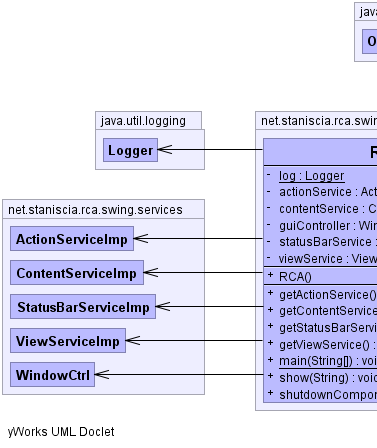 java
O
java.util.logging
Logger
net.staniscia.rca.swing
R
- log : Logger
- actionService : Act
- contentService : C
- guiController : Win
- statusBarService :
- viewService : View
+ RCA()
+ getActionService()
+ getContentService
+ getStatusBarServi
+ getViewService() :
+ main(String[]) : voi
+ show(String) : voi
+ shutdownCompor
net.staniscia.rca.swing.services
ActionServiceImp
ContentServiceImp
StatusBarServiceImp
ViewServiceImp
WindowCtrl
yWorks UML Doclet